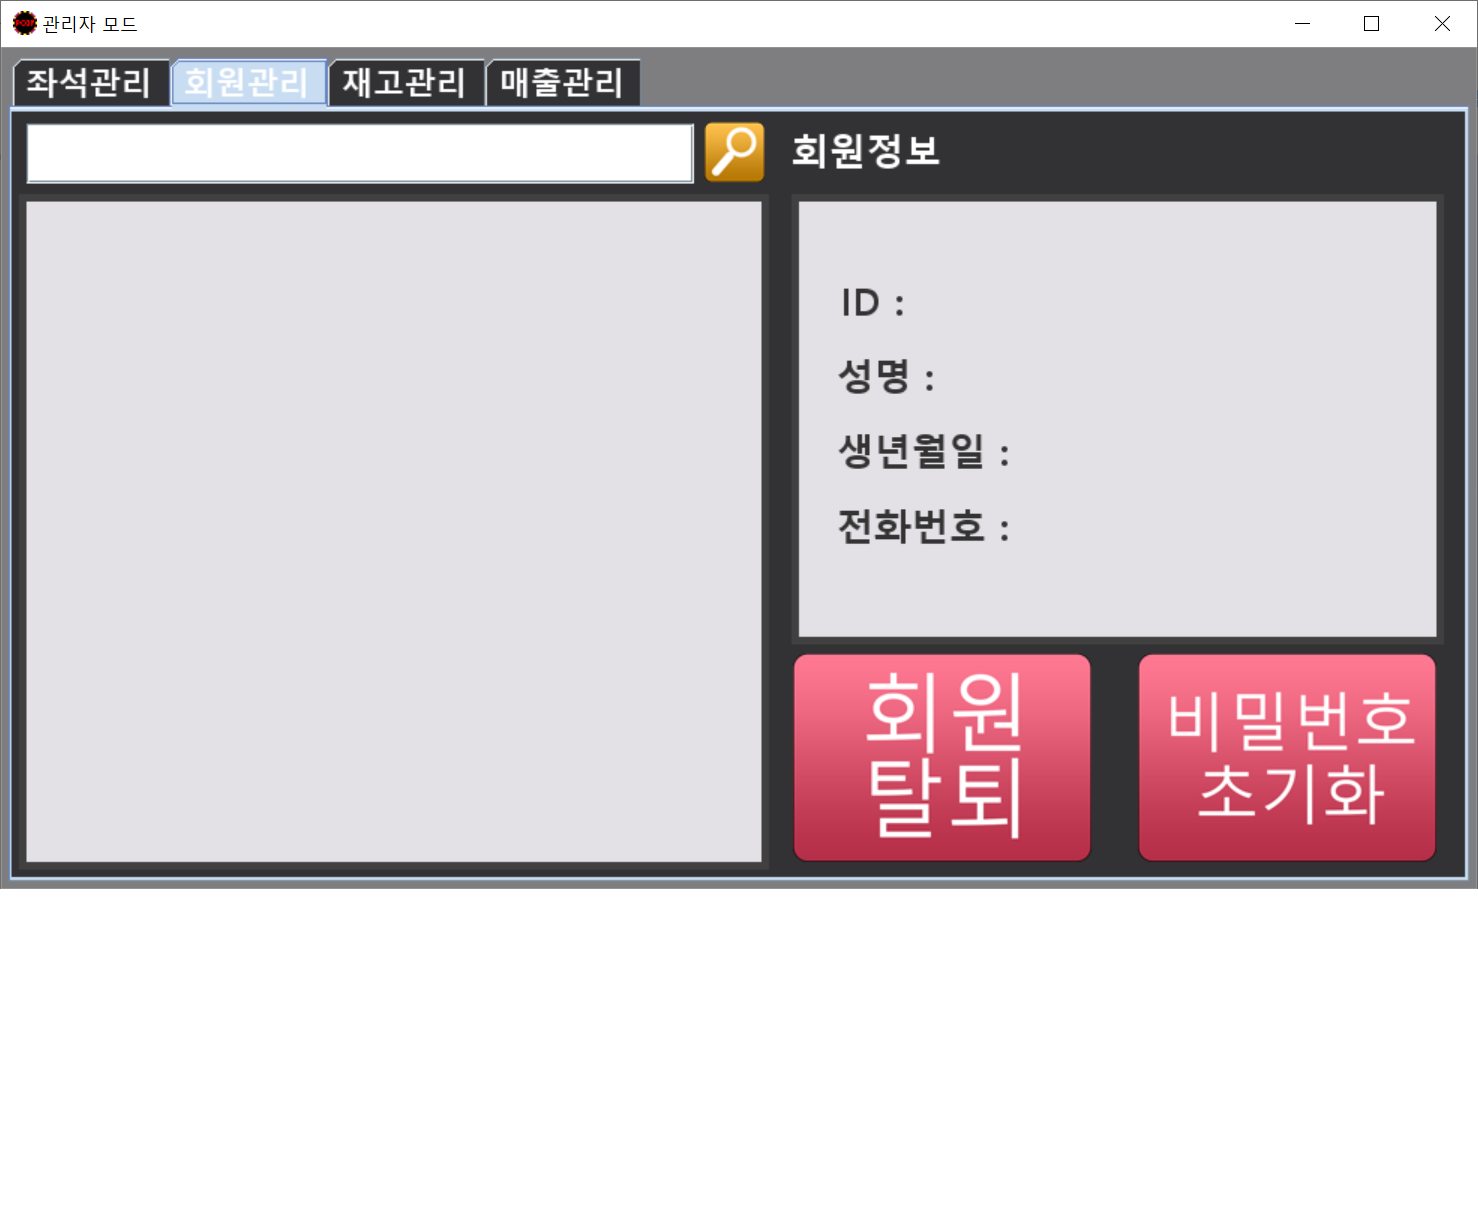 관리자 모드
좌석관리 회원관리 재고관리 매출관리
회원정보
ID :
성명 :
생년월일 :
전화번호 :
회원
탈퇴
비밀번호
초기화